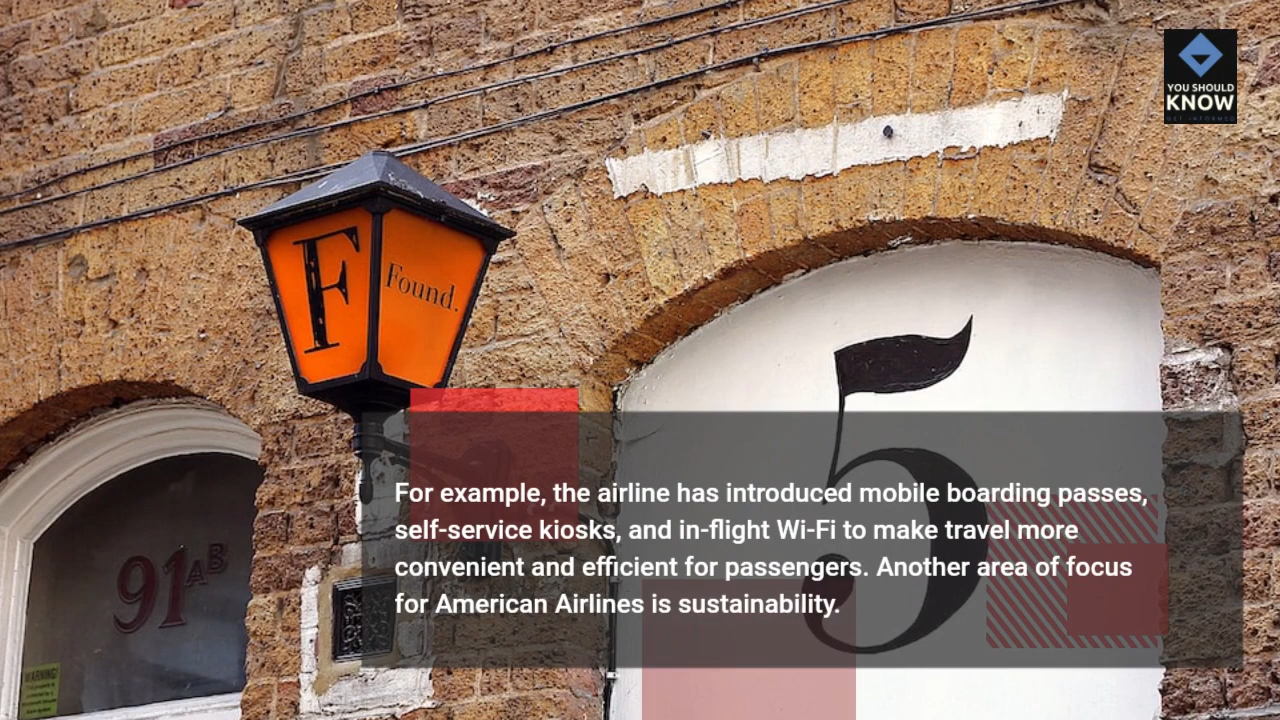 YOU SHOULD
KNOW
GET INFORMED
F
Found.
5
For example, the airline has introduced mobile boarding passes,
self-service kiosks, and in-flight Wi-Fi to make travel more
convenient and efficient for passengers. Another area of focus
for American Airlines is sustainability.
91AB
WARNING!